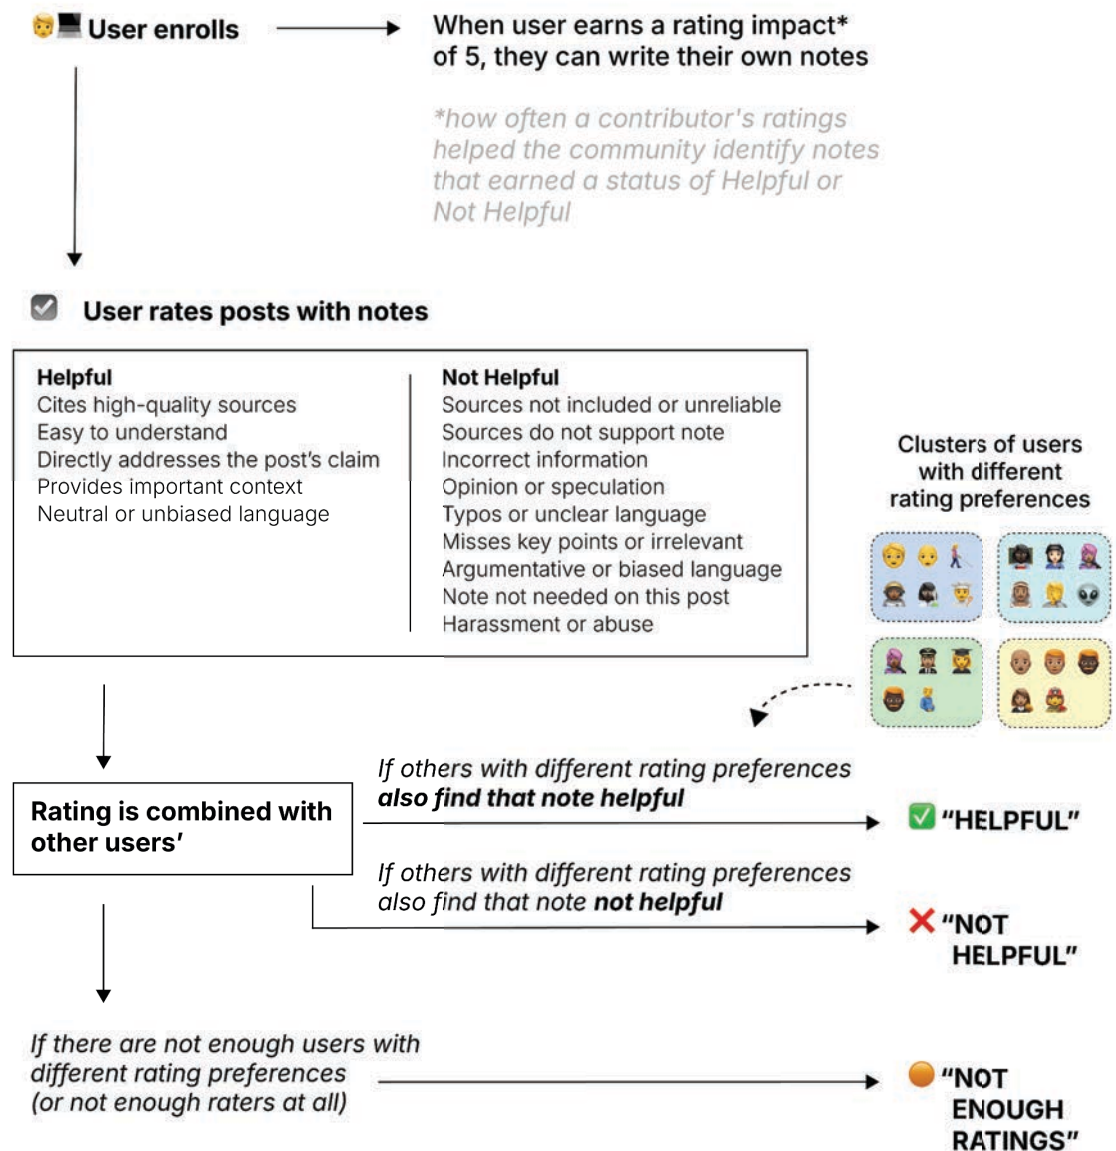 User enrolls
When user earns a rating impact*
of 5, they can write their own notes
*how often a contributor's ratings
helped the community identify notes
that earned a status of Helpful or
Not Helpful
User rates posts with notes
Helpful
Cites high-quality sources
Easy to understand
Directly addresses the post's claim
Provides important context
Neutral or unbiased language
Not Helpful
Sources not included or unreliable
Sources do not support note
Incorrect information
Opinion or speculation
Typos or unclear language
Misses key points or irrelevant
Argumentative or biased language
Note not needed on this post
Harassment or abuse
Clusters of users
with different
rating preferences
Rating is combined with
other users'
If others with different rating preferences
also find that note helpful
"HELPFUL"
If others with different rating preferences
also find that note not helpful
"NOT
HELPFUL"
If there are not enough users with
different rating preferences
(or not enough raters at all)
"NOT
ENOUGH
RATINGS"